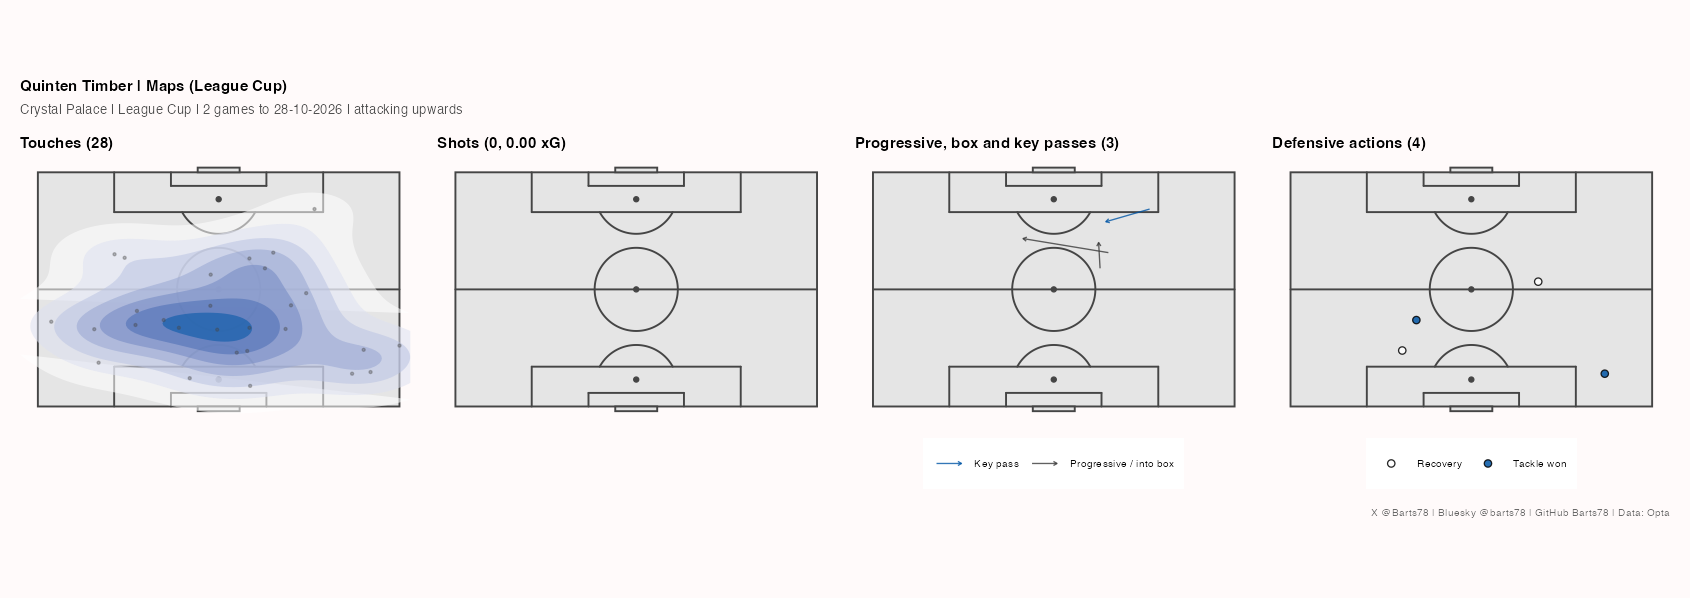 Quinten Timber | Maps (League Cup)
Crystal Palace | League Cup | 2 games to 28-10-2026 | attacking upwards
Touches (28)
Shots (0, 0.00 xG)
Progressive, box and key passes (3)
Defensive actions (4)
Key pass
Progressive / into box
Recovery
Tackle won
X @Barts78 | Bluesky @barts78 | GitHub Barts78 | Data: Opta